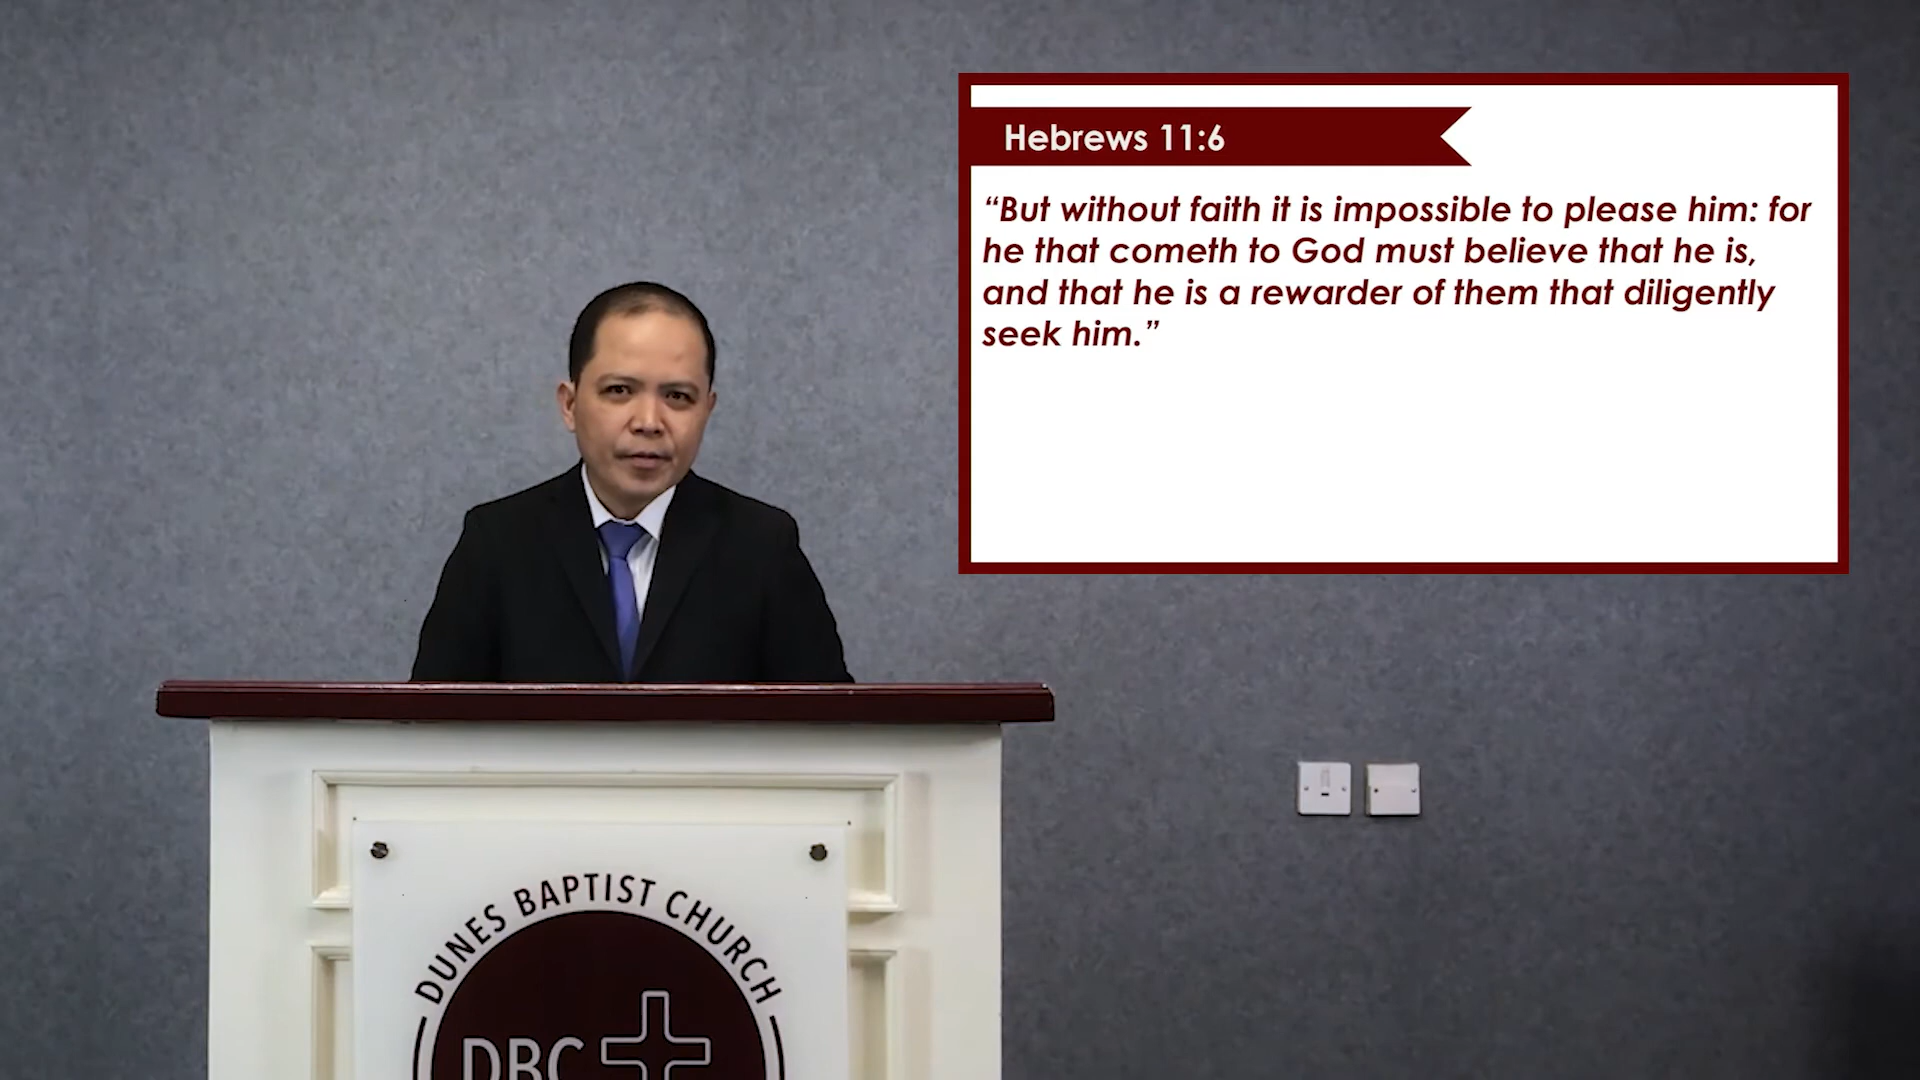 Hebrews 11:6
“But without faith it is impossible to please him: for
he that cometh to God must believe that he is,
and that he is a rewarder of them that diligently
seek him.”
DUNES BAPTIST CHURCH
DBC